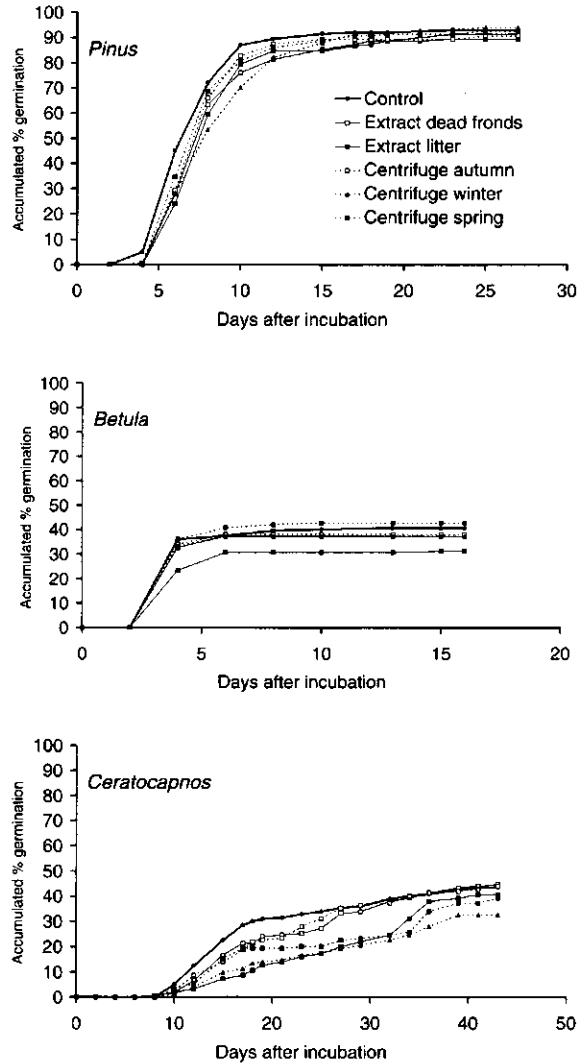 Pinus
Accumulated % germination
100
90
80
70
60
50
40
30
20
10
0
Control
Extract dead fronds
Extract litter
Centrifuge autumn
Centrifuge winter
Centrifuge spring
0 5 10 15 20 25 30
Days after incubation
Betula
Accumulated % germination
100
90
80
70
60
50
40
30
20
10
0
0 5 10 15 20
Days after incubation
Ceratocapnos
Accumulated % germination
100
90
80
70
60
50
40
30
20
10
0
0 10 20 30 40 50
Days after incubation